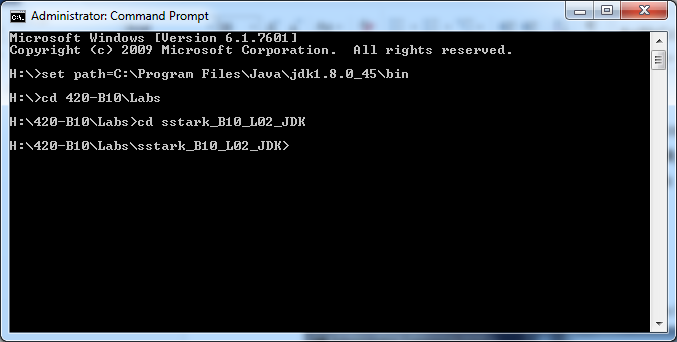 Administrator: Command Prompt
Microsoft Windows [Version 6.1.7601]
Copyright (c) 2009 Microsoft Corporation.  All rights reserved.
H:\>set path=C:\Program Files\Java\jdk1.8.0_45\bin
H:\>cd 420-B10\Labs
H:\420-B10\Labs>cd sstark_B10_L02_JDK
H:\420-B10\Labs\sstark_B10_L02_JDK>